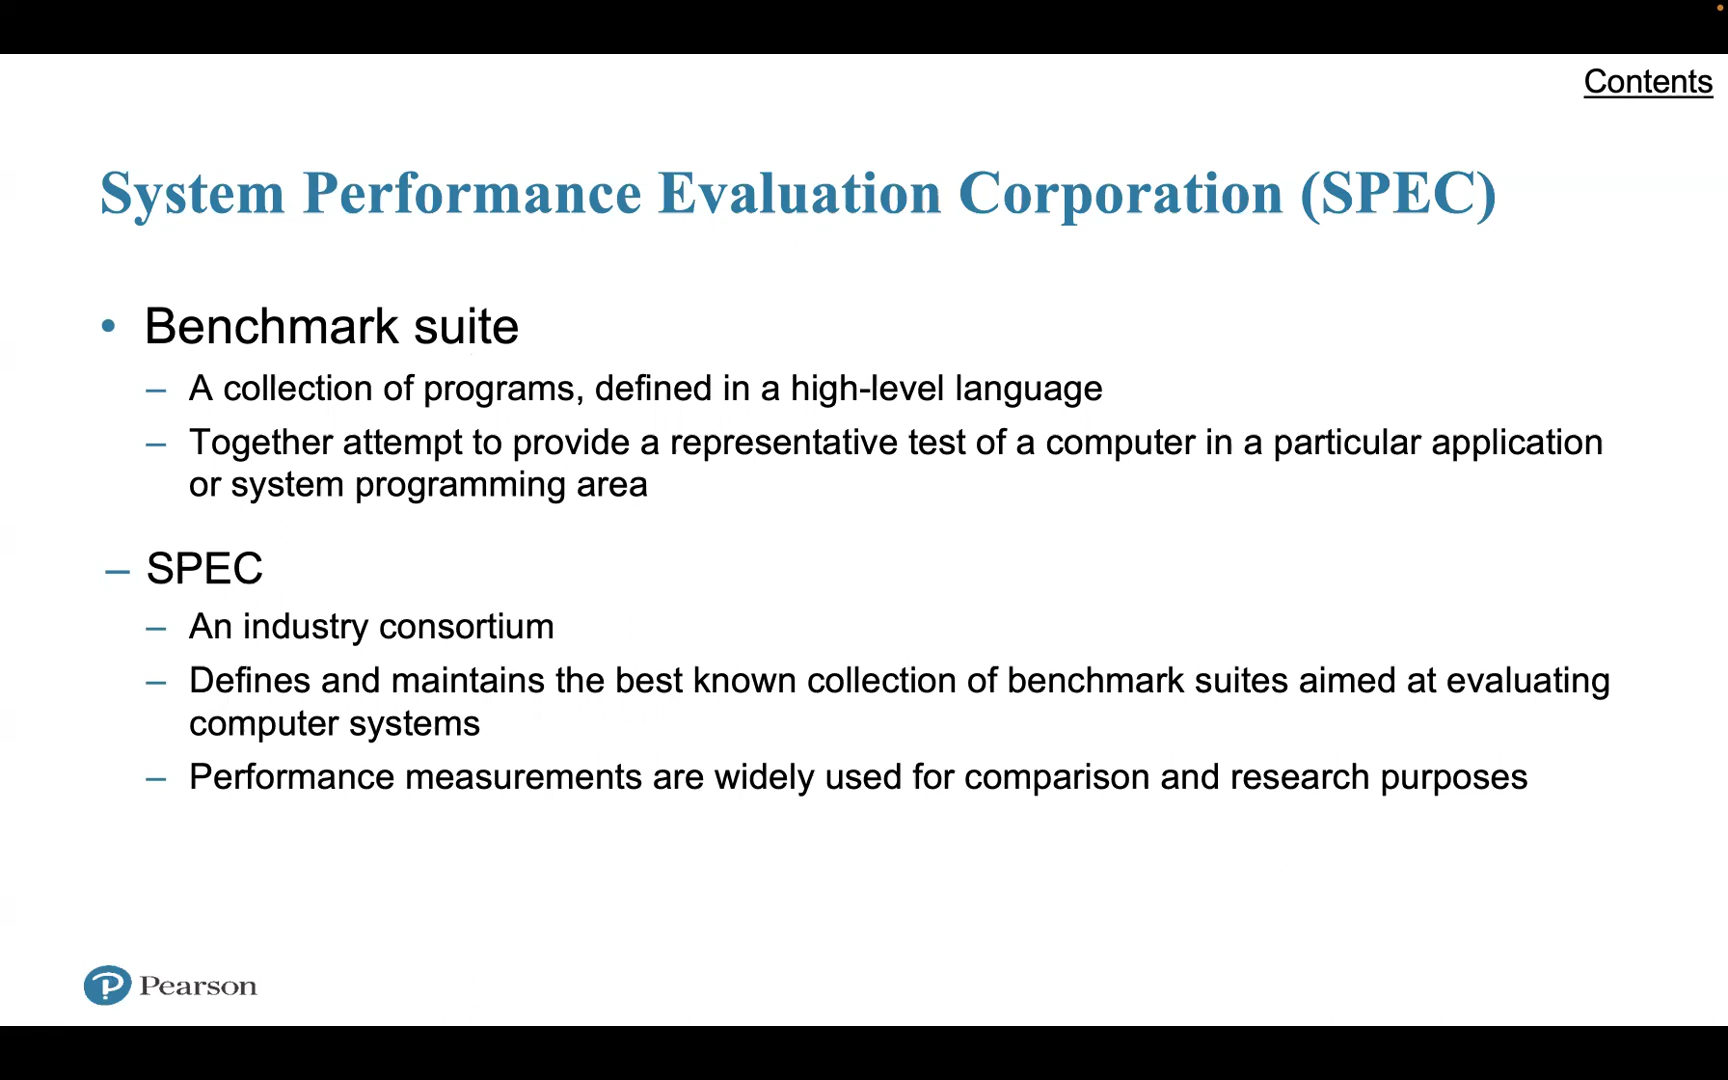 Contents
System Performance Evaluation Corporation (SPEC)
• Benchmark suite
– A collection of programs, defined in a high-level language
– Together attempt to provide a representative test of a computer in a particular application
or system programming area
– SPEC
– An industry consortium
– Defines and maintains the best known collection of benchmark suites aimed at evaluating
computer systems
– Performance measurements are widely used for comparison and research purposes
Pearson